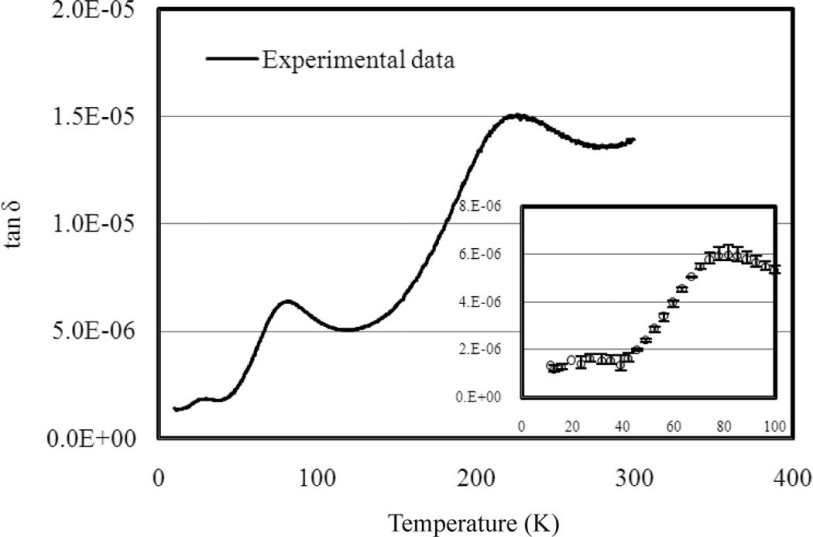 2.0E-05
Experimental data
1.5E-05
1.0E-05
5.0E-06
0.0E+00
tan δ
8.E-06
6.E-06
4.E-06
2.E-06
0.E+00
0 20 40 60 80 100
0 100 200 300 400
Temperature (K)